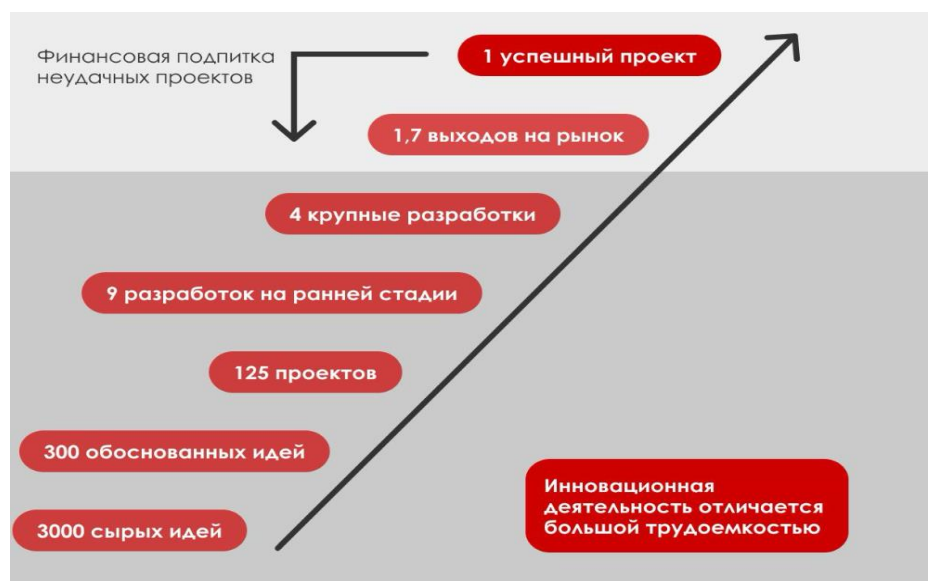 Финансовая подпитка
неудачных проектов
1 успешный проект
1,7 выходов на рынок
4 крупные разработки
9 разработок на ранней стадии
125 проектов
300 обоснованных идей
3000 сырых идей
Инновационная
деятельность отличается
большой трудоемкостью